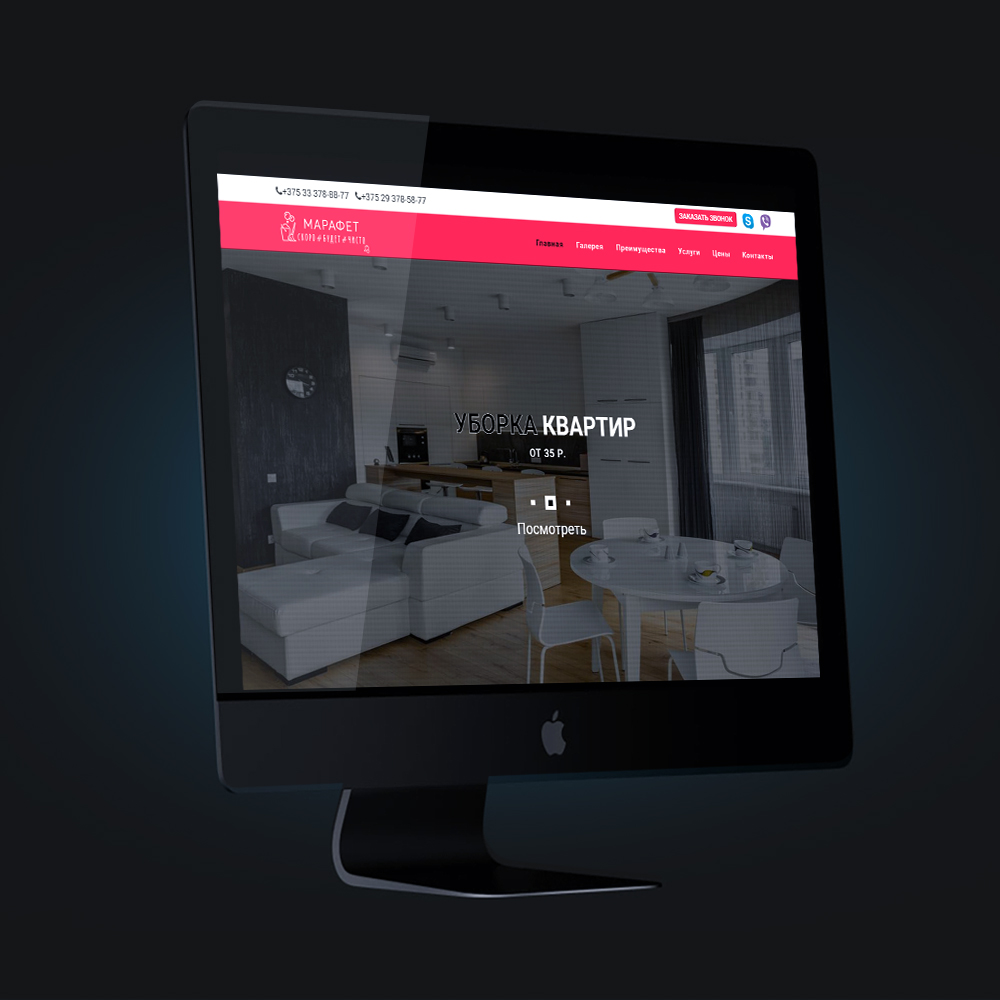 +375 33 378-88-77 +375 29 378-58-77
ЗАКАЗАТЬ ЗВОНОК
МАРАФЕТ
СКОРО#БУДЕТ#ЧИСТО
Главная Галерея Преимущества Услуги Цены Контакты
УБОРКА КВАРТИР
ОТ 35 Р.
Посмотреть